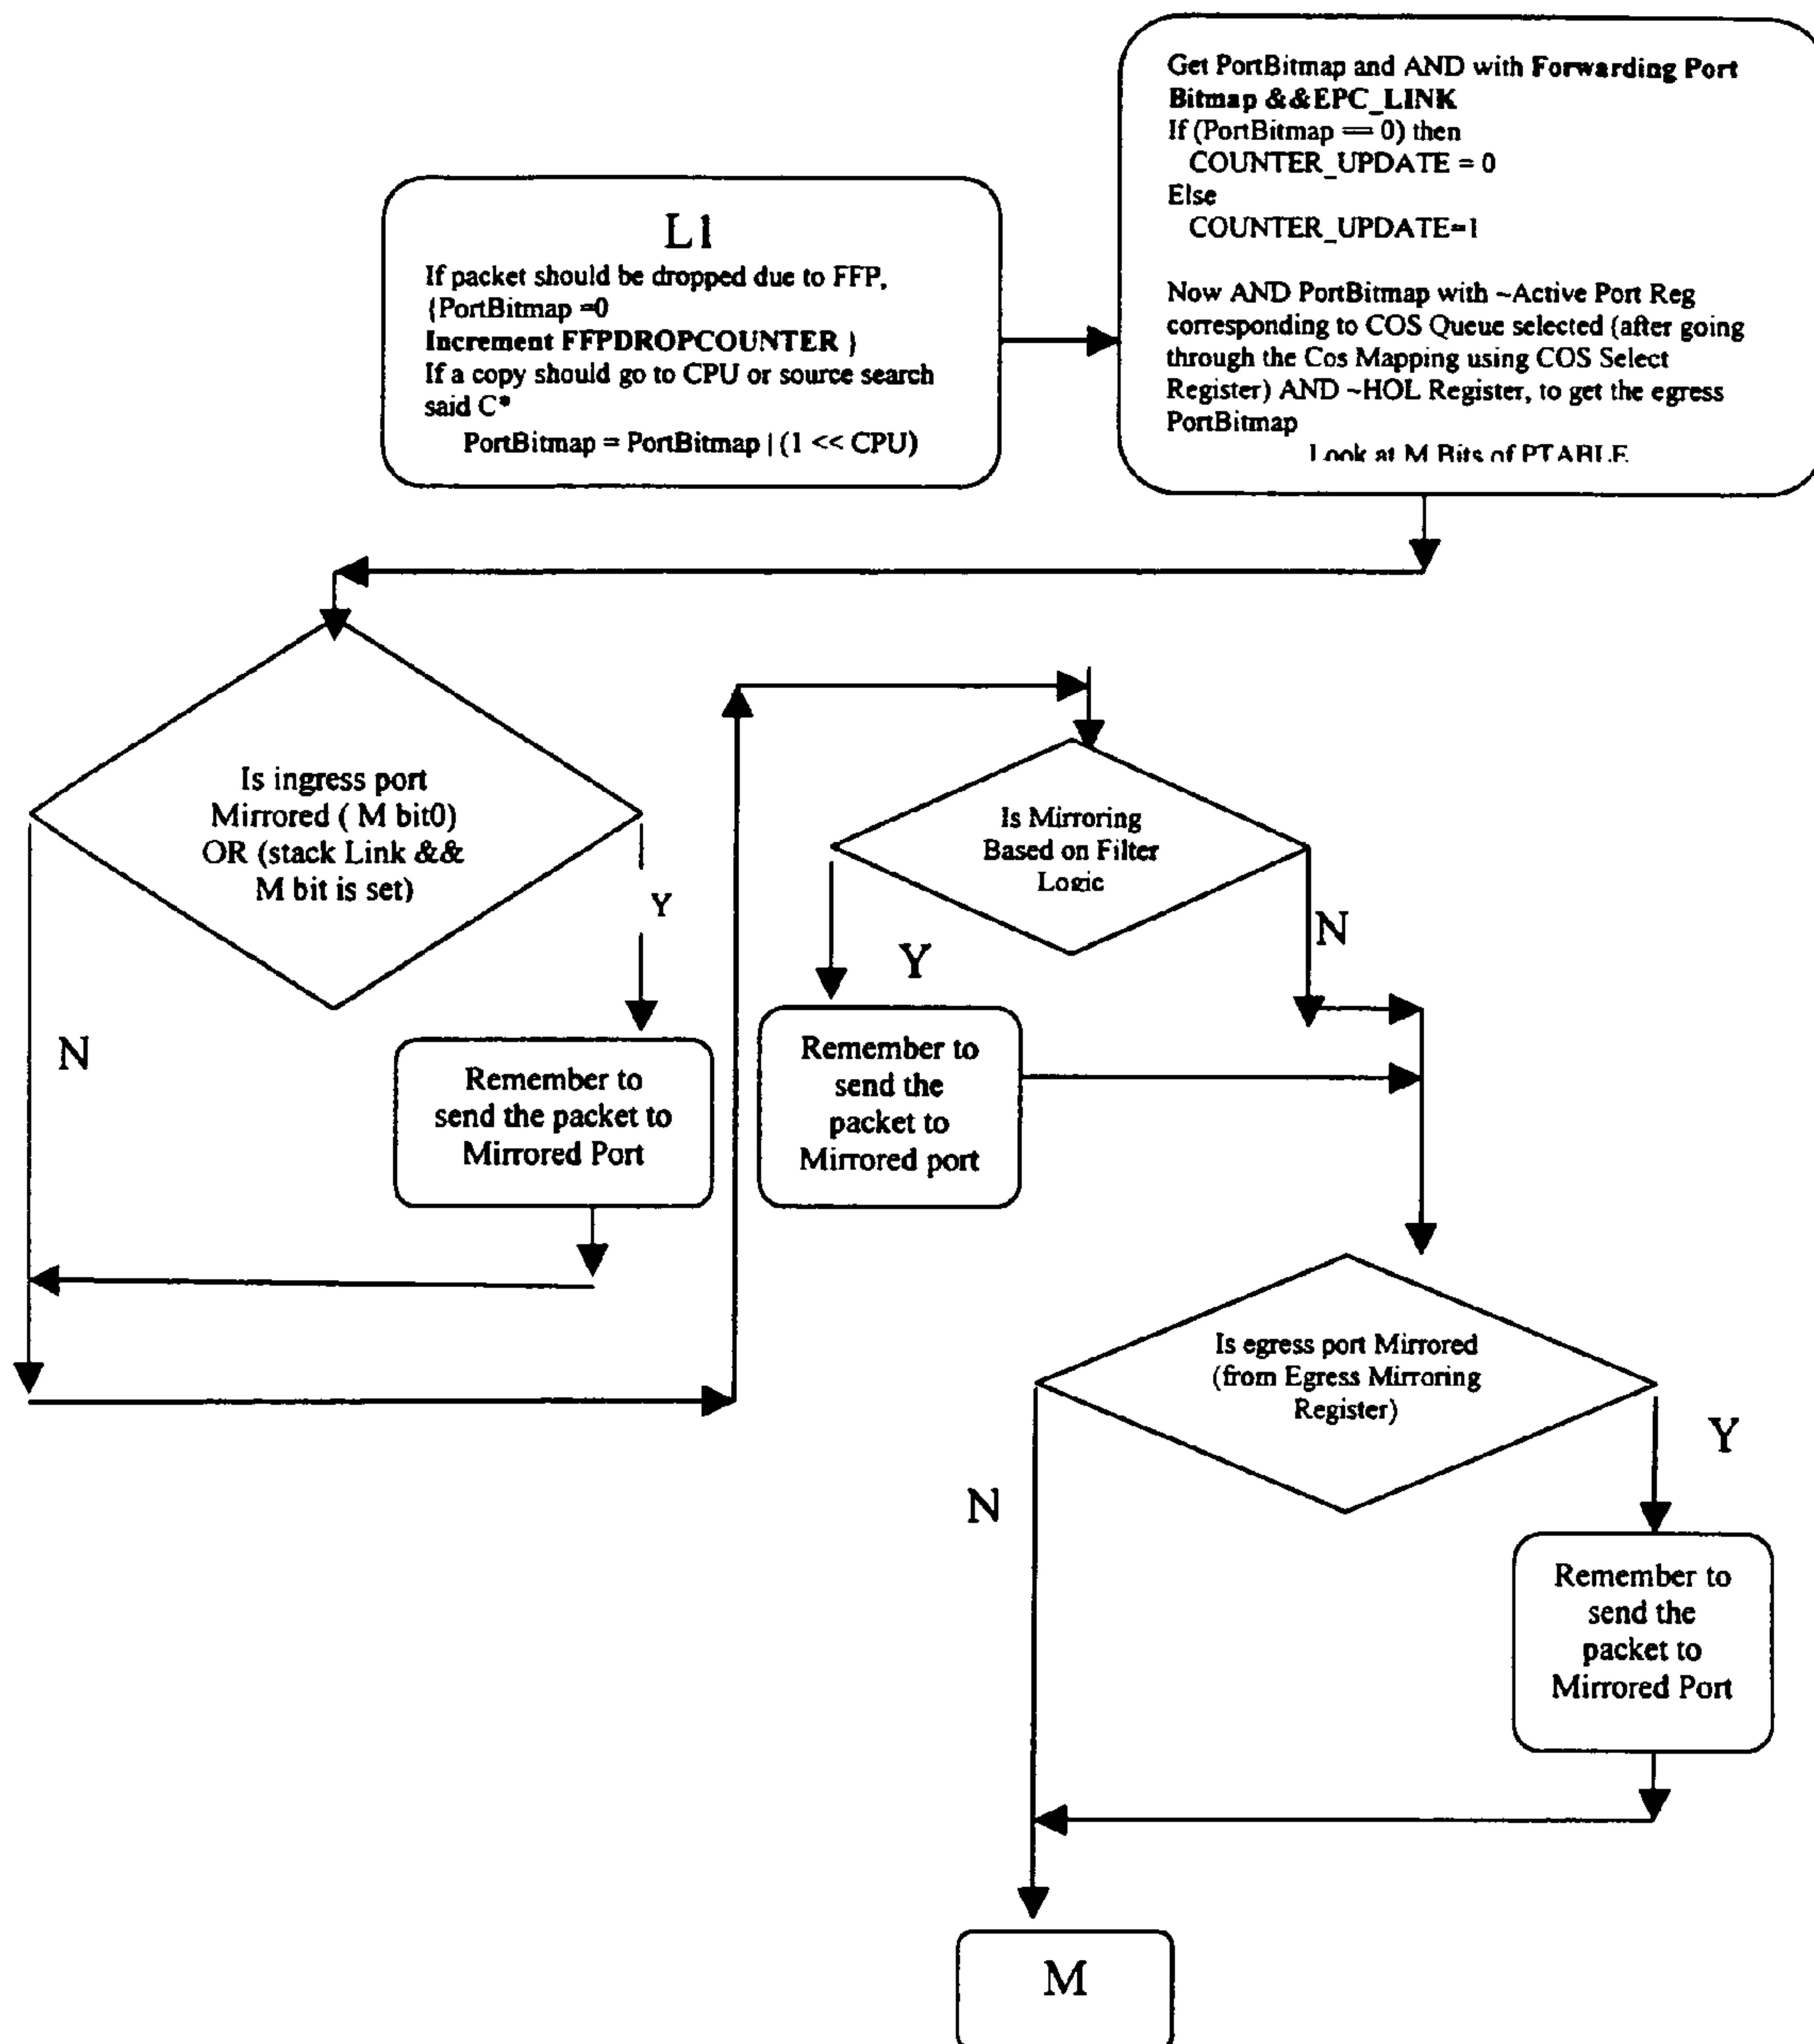 L1
If packet should be dropped due to FFP,
{PortBitmap =0
Increment FFPDROPCOUNTER }
If a copy should go to CPU or source search
said C*
PortBitmap = PortBitmap | (1 << CPU)
Get PortBitmap and AND with Forwarding Port
Bitmap &&EPC_LINK
If (PortBitmap == 0) then
COUNTER_UPDATE = 0
Else
COUNTER_UPDATE=1
Now AND PortBitmap with ~Active Port Reg
corresponding to COS Queue selected (after going
through the Cos Mapping using COS Select
Register) AND ~HOL Register, to get the egress
PortBitmap
Look at M Bits of PTABLE
Is ingress port
Mirrored ( M bit0)
OR (stack Link &&
M bit is set)
Y
N
Remember to
send the packet to
Mirrored Port
Is Mirroring
Based on Filter
Logic
Y
N
Remember to
send the
packet to
Mirrored port
Is egress port Mirrored
(from Egress Mirroring
Register)
Y
N
Remember to
send the
packet to
Mirrored Port
M